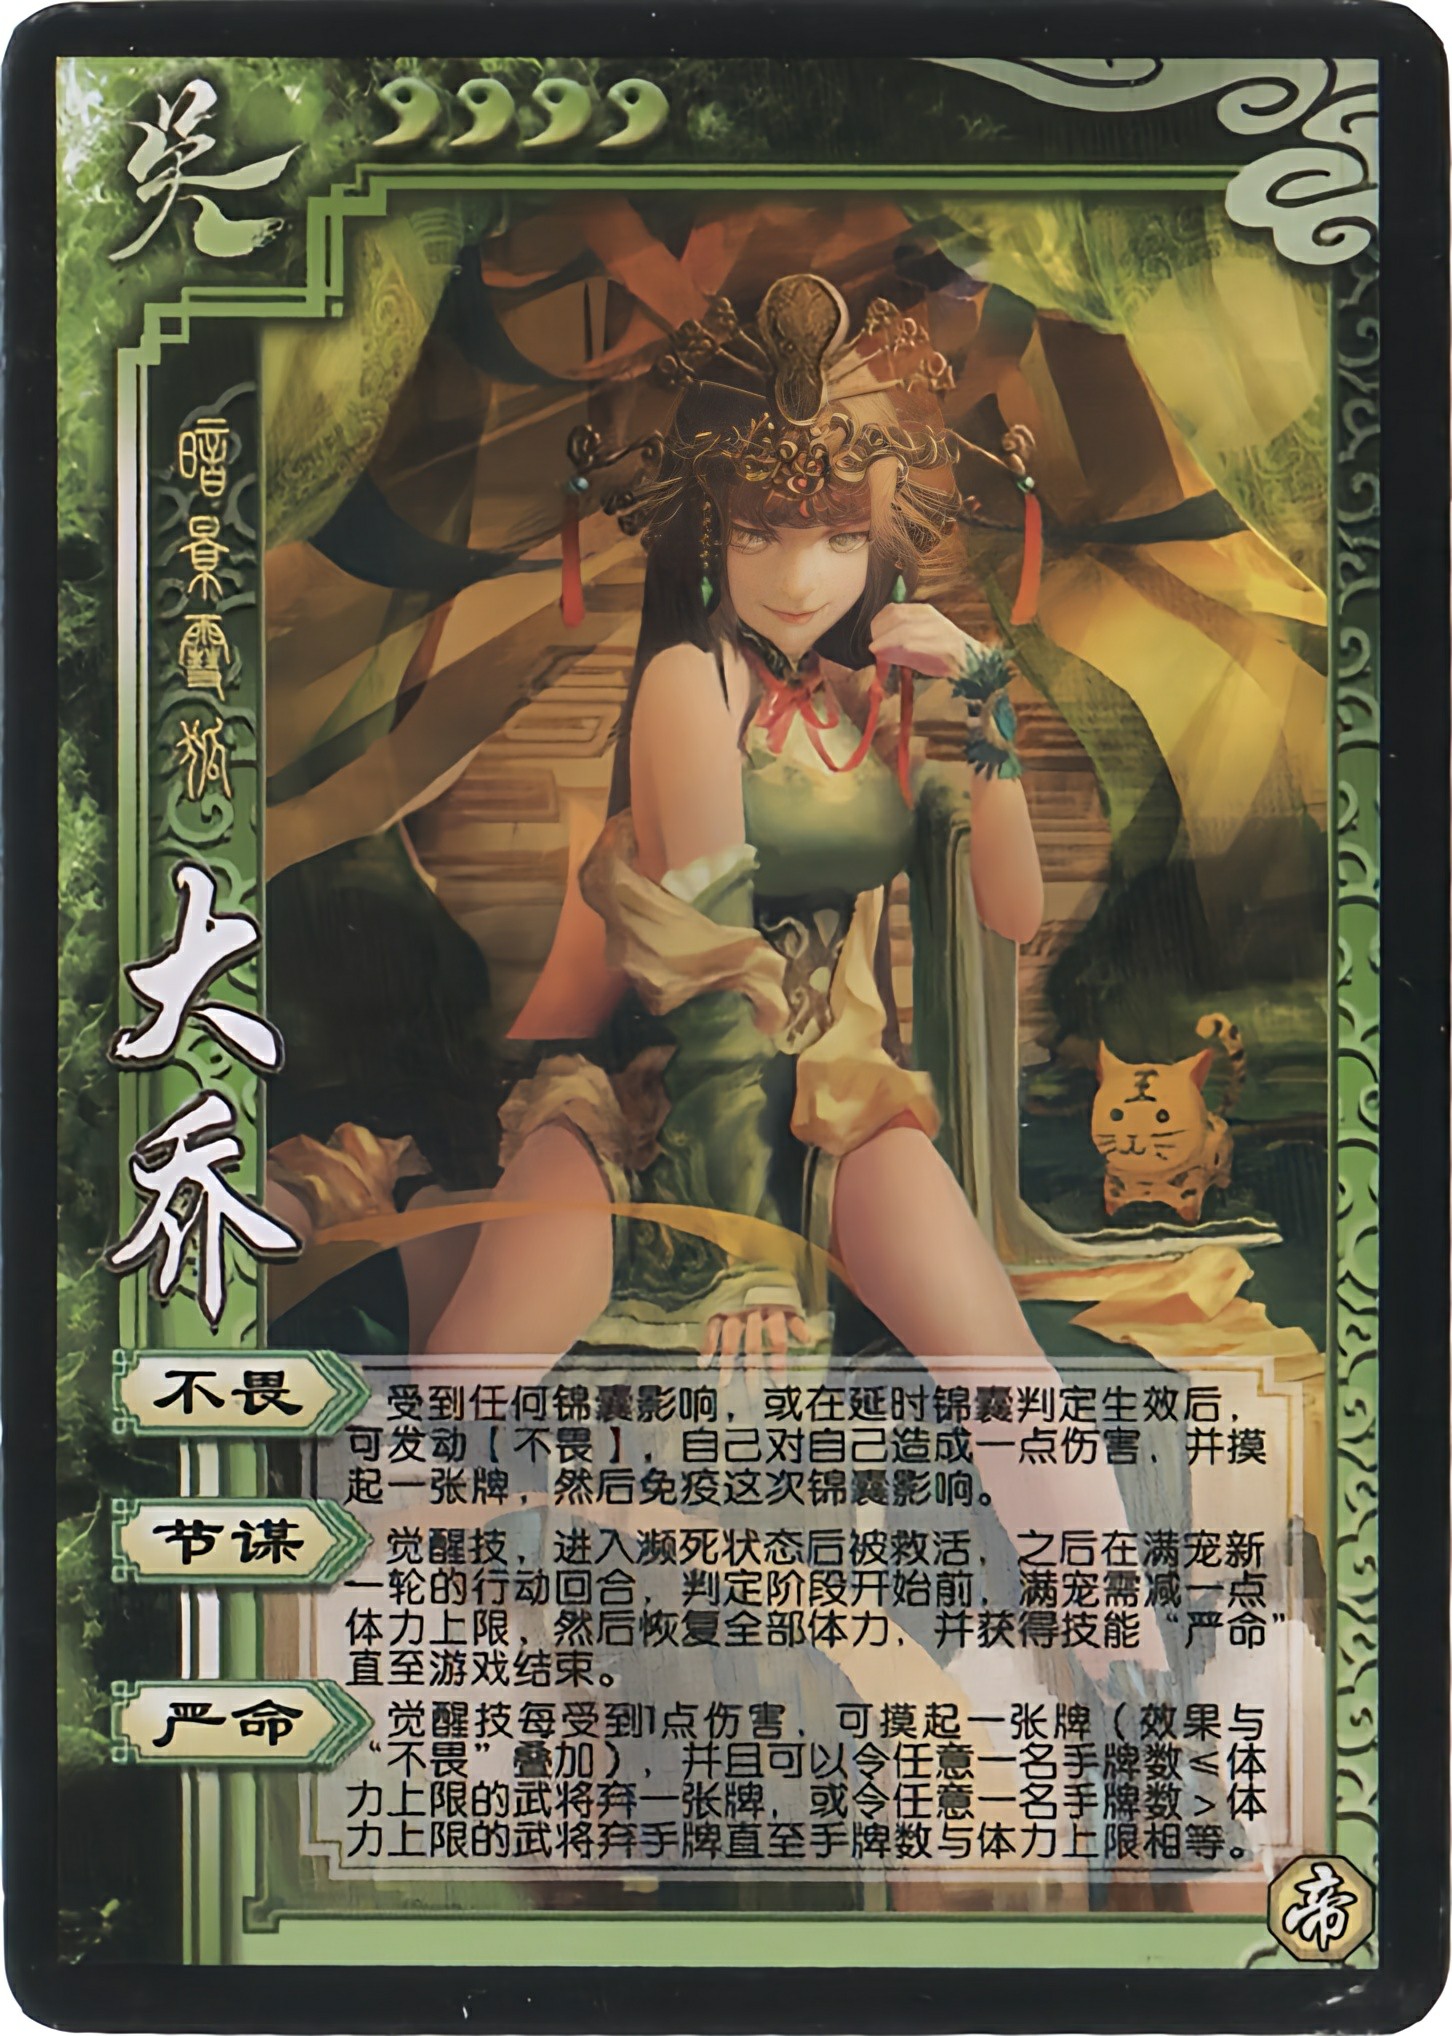 吴
暗景雪狐
大乔
不畏
受到任何锦囊影响，或在延时锦囊判定生效后，
可发动【不畏】，自己对自己造成一点伤害，并摸
起一张牌，然后免疫这次锦囊影响。
节谋
觉醒技，进入濒死状态后被救活，之后在满宠新
一轮的行动回合，判定阶段开始前，满宠需减一点
体力上限，然后恢复全部体力，并获得技能“严命”
直至游戏结束。
严命
觉醒技每受到1点伤害，可摸起一张牌（效果与
“不畏”叠加），并且可以令任意一名手牌数≤体
力上限的武将弃一张牌，或令任意一名手牌数>体
力上限的武将弃手牌直至手牌数与体力上限相等。
王
帝